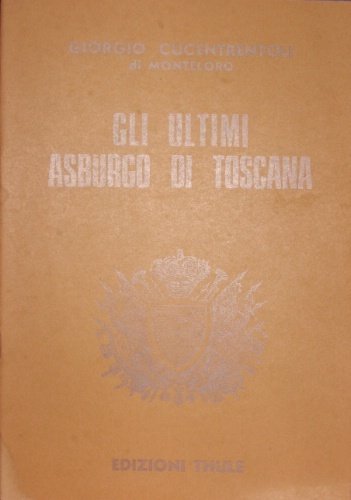 GIORGIO CUCENTRENTOLI
di MONTELORO
GLI ULTIMI
ASBURGO DI TOSCANA
EDIZIONI THULE